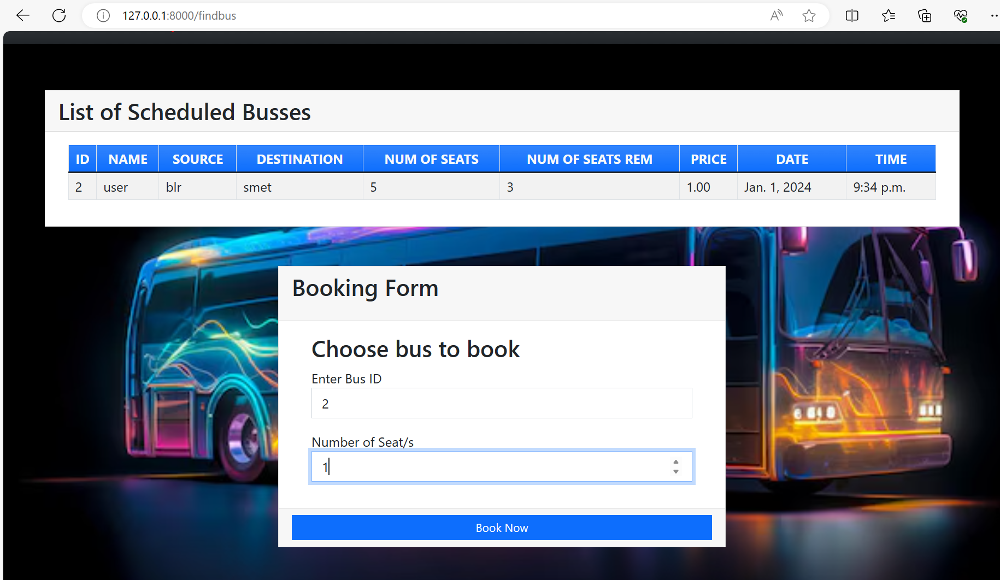 127.0.0.1:8000/findbus
List of Scheduled Busses
ID NAME SOURCE DESTINATION NUM OF SEATS NUM OF SEATS REM PRICE DATE TIME
2 user blr smet 5 3 1.00 Jan. 1, 2024 9:34 p.m.
Booking Form
Choose bus to book
Enter Bus ID
2
Number of Seat/s
1
Book Now